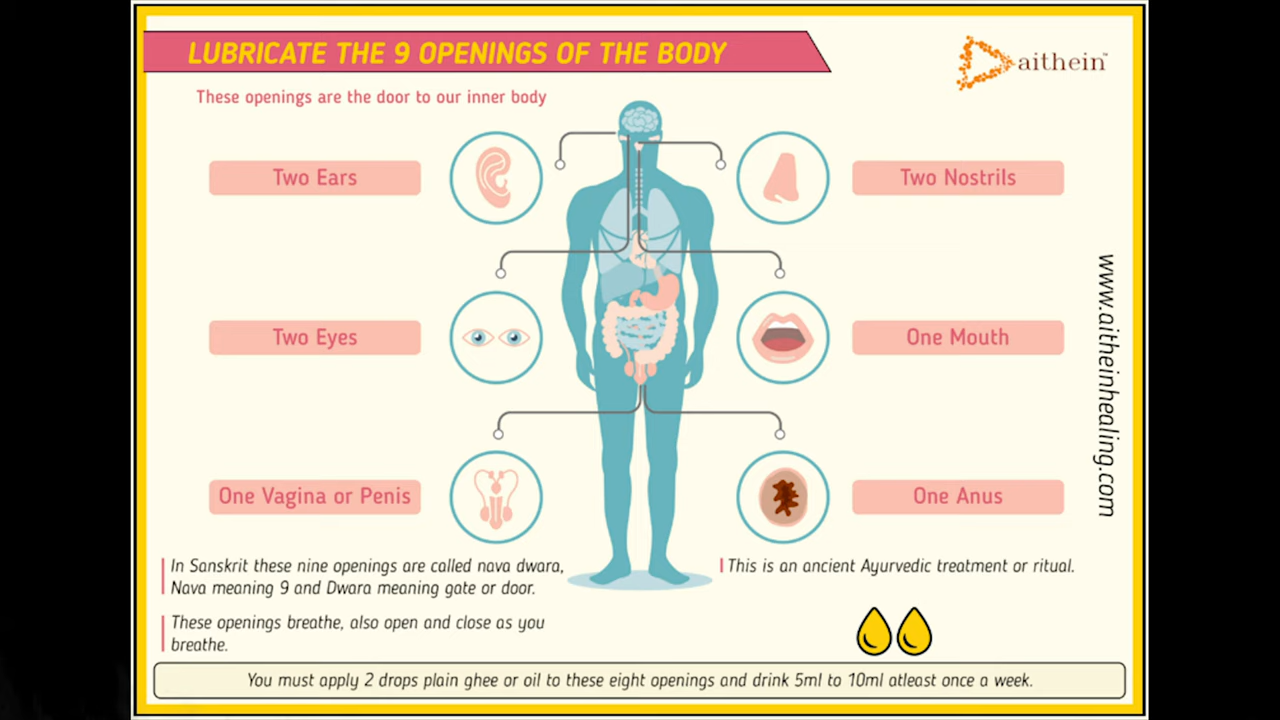 LUBRICATE THE 9 OPENINGS OF THE BODY
aithein™
These openings are the door to our inner body
Two Ears
Two Nostrils
Two Eyes
One Mouth
One Vagina or Penis
One Anus
www.aitheinhealing.com
In Sanskrit these nine openings are called nava dwara,
Nava meaning 9 and Dwara meaning gate or door.
This is an ancient Ayurvedic treatment or ritual.
These openings breathe, also open and close as you
breathe.
You must apply 2 drops plain ghee or oil to these eight openings and drink 5ml to 10ml atleast once a week.